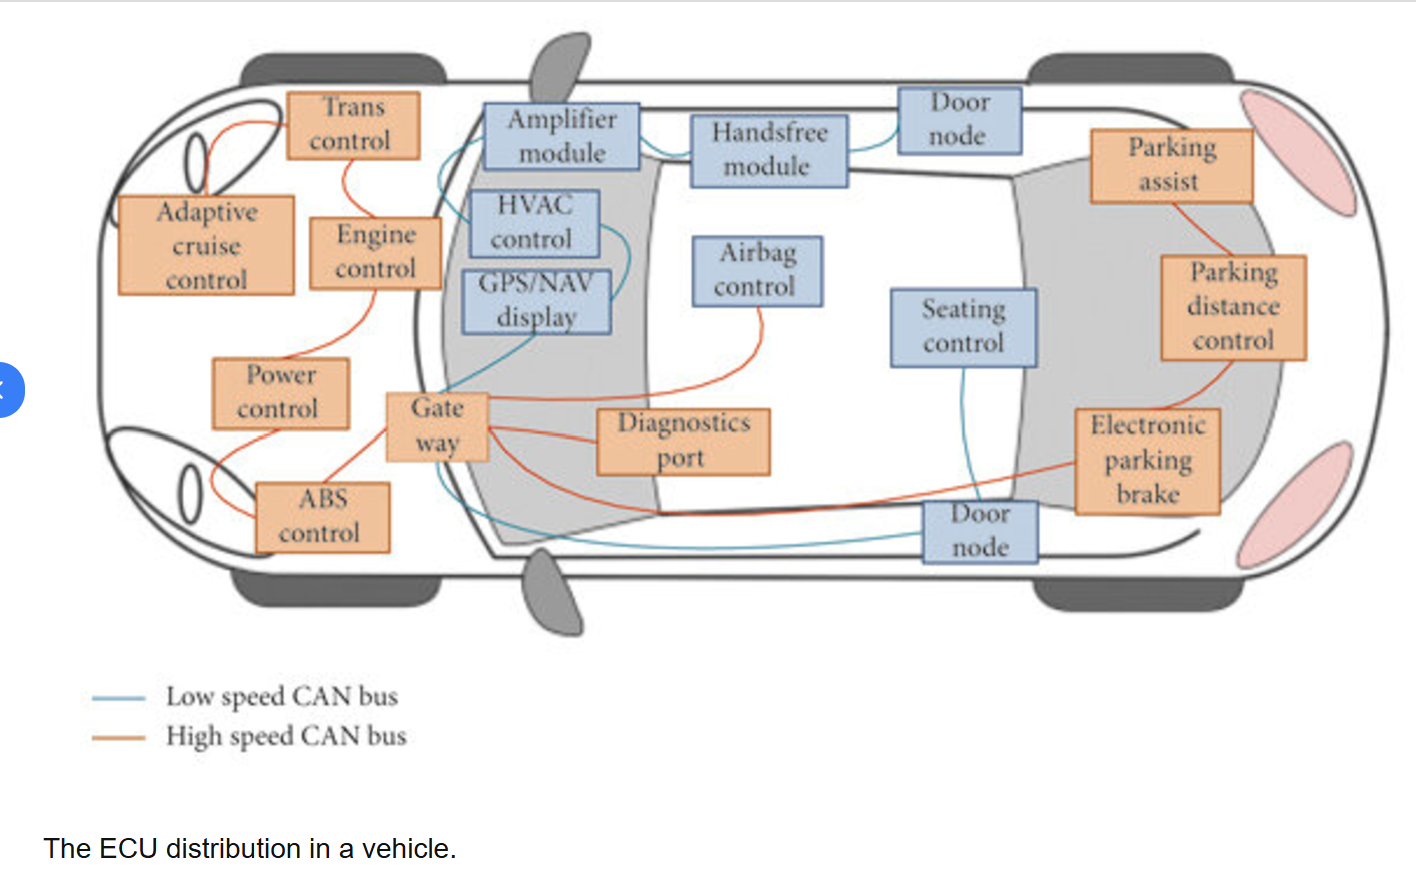 Trans
control
Amplifier
module
Handsfree
module
Door
node
Parking
assist
Adaptive
cruise
control
Engine
control
HVAC
control
GPS/NAV
display
Airbag
control
Seating
control
Parking
distance
control
Power
control
Gate
way
Diagnostics
port
Electronic
parking
brake
ABS
control
Door
node
Low speed CAN bus
High speed CAN bus
The ECU distribution in a vehicle.